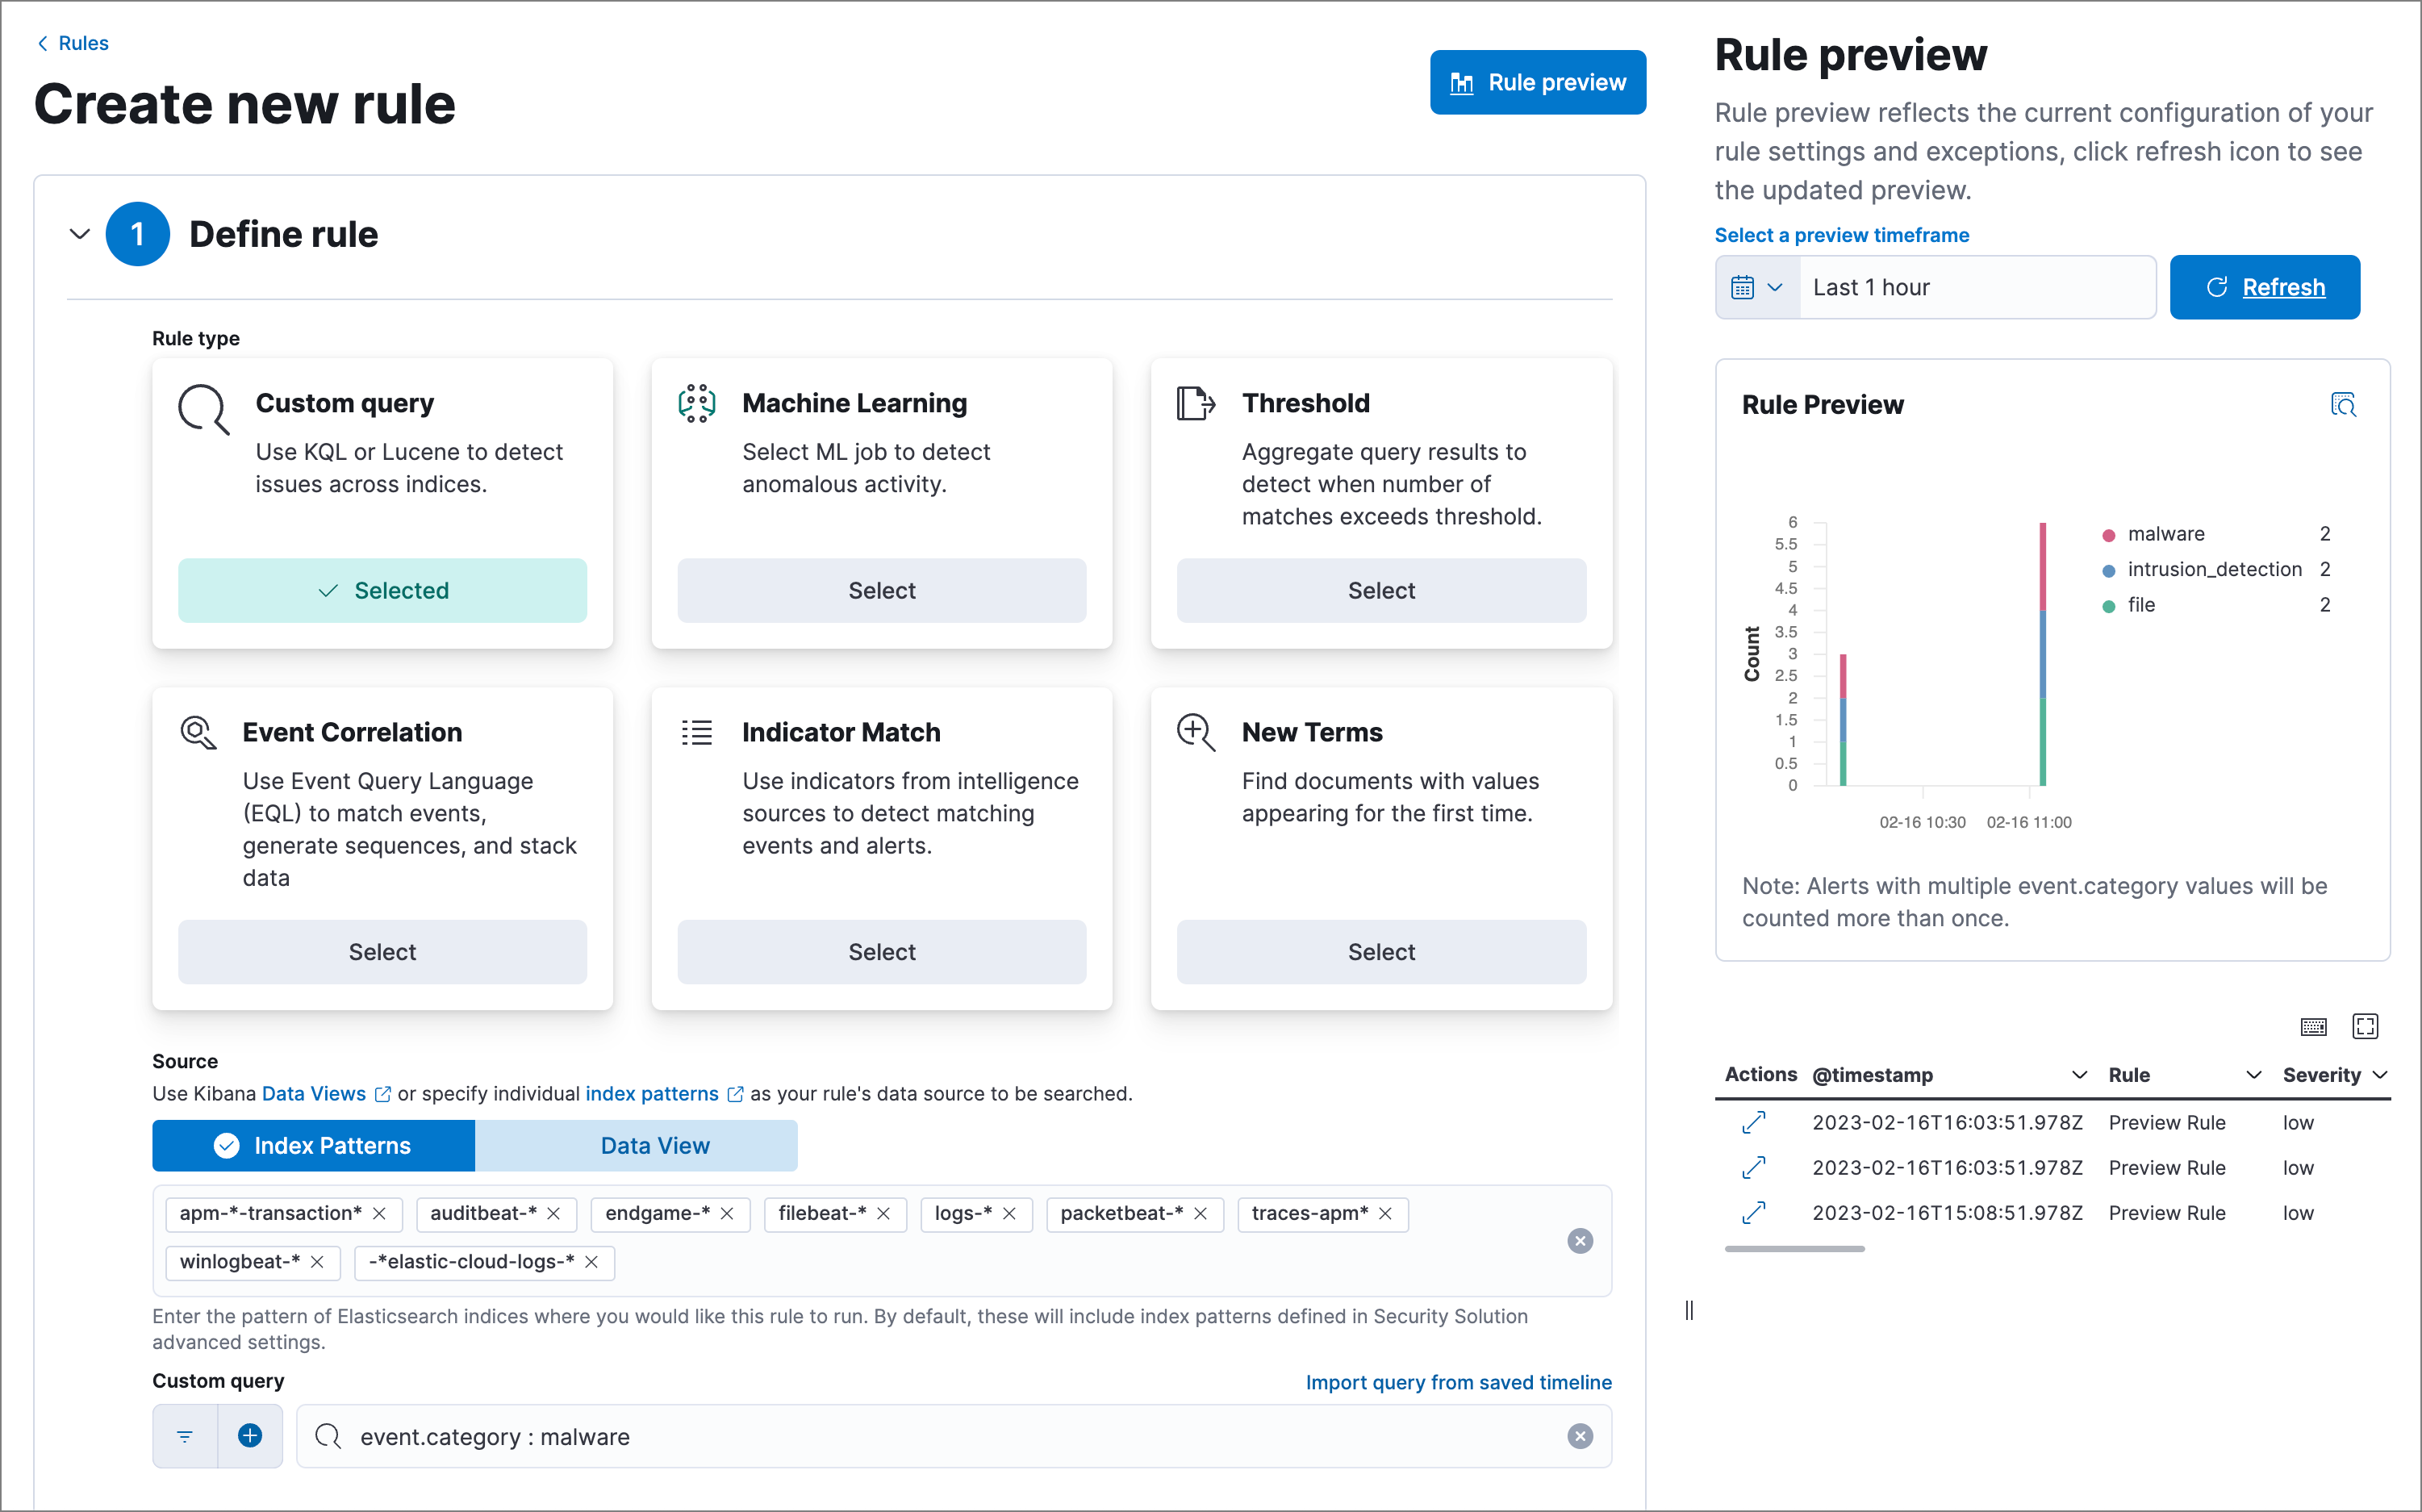 Rules
Create new rule
Rule preview
1
Define rule
Rule type
Custom query
Use KQL or Lucene to detect
issues across indices.
Selected
Machine Learning
Select ML job to detect
anomalous activity.
Select
Threshold
Aggregate query results to
detect when number of
matches exceeds threshold.
Select
Event Correlation
Use Event Query Language
(EQL) to match events,
generate sequences, and stack
data
Select
Indicator Match
Use indicators from intelligence
sources to detect matching
events and alerts.
Select
New Terms
Find documents with values
appearing for the first time.
Select
Source
Use Kibana Data Views or specify individual index patterns as your rule's data source to be searched.
Index Patterns
Data View
apm-*-transaction* auditbeat-* endgame-* filebeat-* logs-* packetbeat-* traces-apm*
winlogbeat-* -*elastic-cloud-logs-*
Enter the pattern of Elasticsearch indices where you would like this rule to run. By default, these will include index patterns defined in Security Solution
advanced settings.
Custom query
Import query from saved timeline
event.category : malware
Rule preview
Rule preview reflects the current configuration of your
rule settings and exceptions, click refresh icon to see
the updated preview.
Select a preview timeframe
Last 1 hour
Refresh
Rule Preview
Count
6
5.5
5
4.5
4
3.5
3
2.5
2
1.5
1
0.5
0
02-16 10:30 02-16 11:00
malware 2
intrusion_detection 2
file 2
Note: Alerts with multiple event.category values will be
counted more than once.
Actions @timestamp Rule Severity
2023-02-16T16:03:51.978Z Preview Rule low
2023-02-16T16:03:51.978Z Preview Rule low
2023-02-16T15:08:51.978Z Preview Rule low